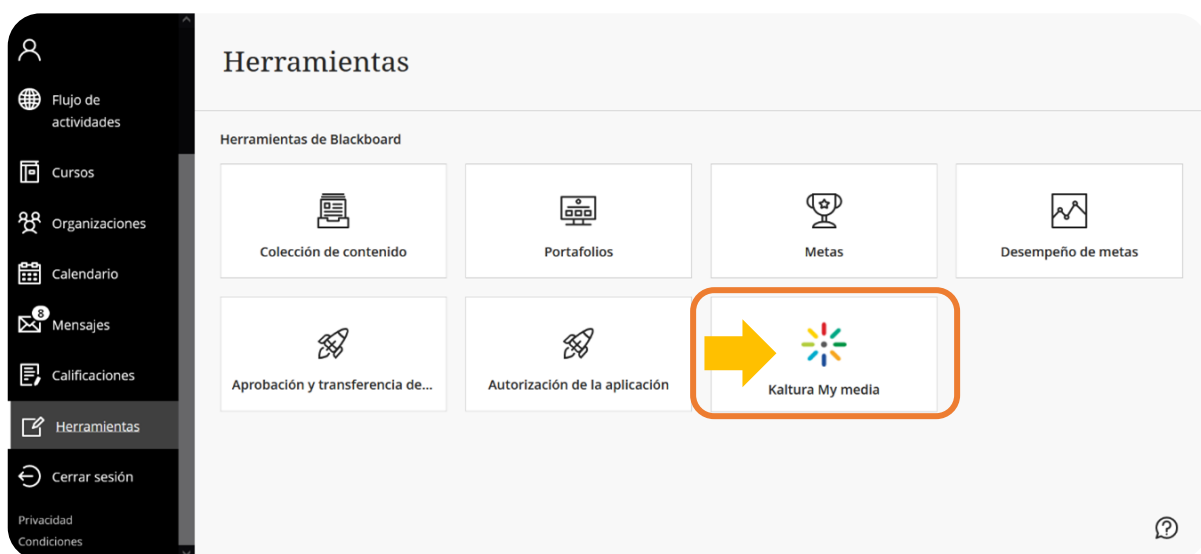 Flujo de
actividades
Cursos
Organizaciones
Calendario
8
Mensajes
Calificaciones
Herramientas
Cerrar sesión
Privacidad
Condiciones
Herramientas
Herramientas de Blackboard
Colección de contenido
Portafolios
Metas
Desempeño de metas
Aprobación y transferencia de...
Autorización de la aplicación
Kaltura My media